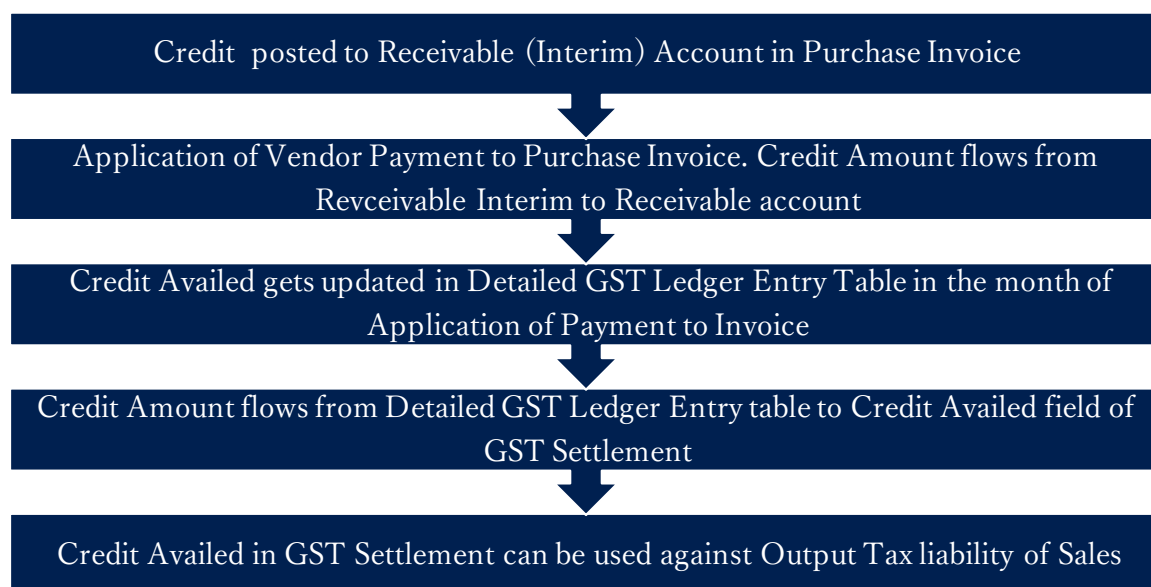 Credit posted to Receivable (Interim) Account in Purchase Invoice
Application of Vendor Payment to Purchase Invoice. Credit Amount flows from
Revceivable Interim to Receivable account
Credit Availed gets updated in Detailed GST Ledger Entry Table in the month of
Application of Payment to Invoice
Credit Amount flows from Detailed GST Ledger Entry table to Credit Availed field of
GST Settlement
Credit Availed in GST Settlement can be used against Output Tax liability of Sales